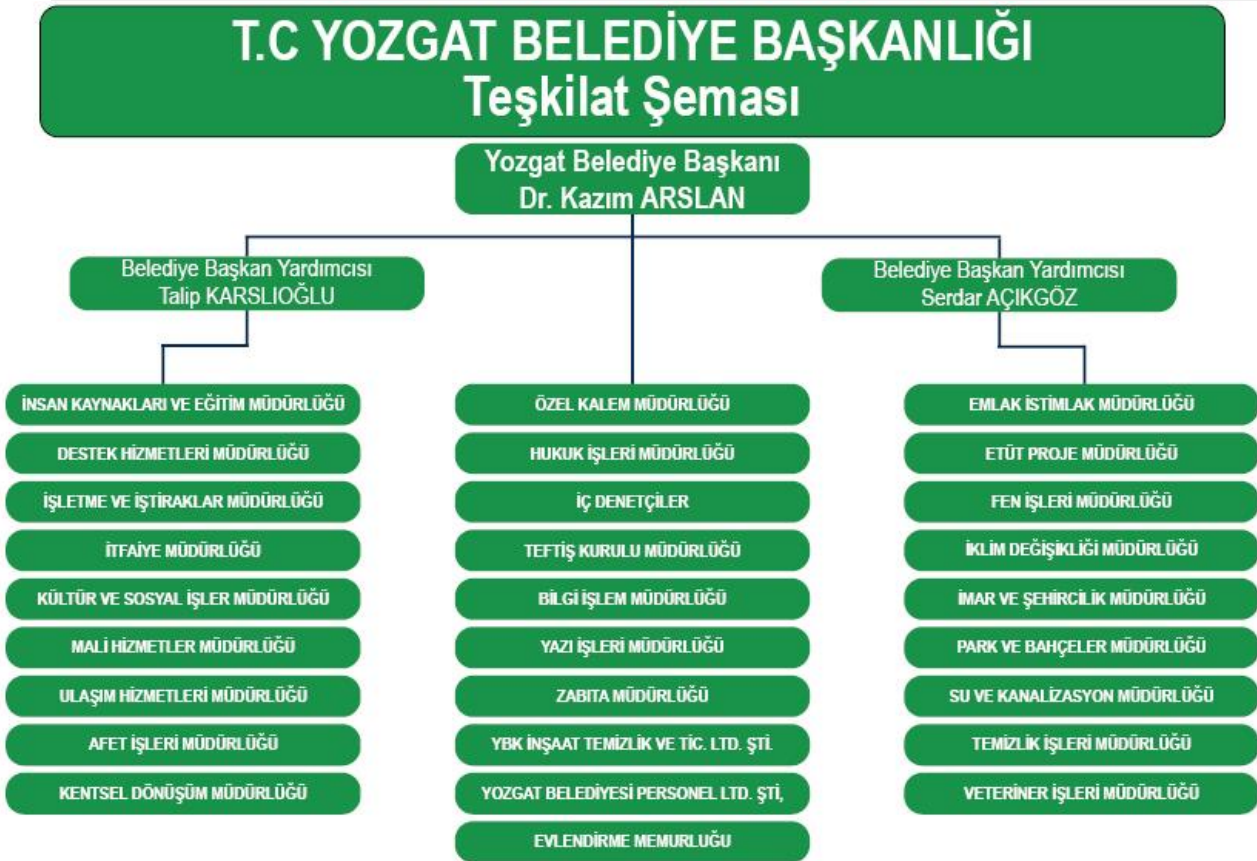 T.C YOZGAT BELEDİYE BAŞKANLIĞI
Teşkilat Şeması
Yozgat Belediye Başkanı
Dr. Kazım ARSLAN
Belediye Başkan Yardımcısı
Talip KARSLIOĞLU
Belediye Başkan Yardımcısı
Serdar AÇIKGÖZ
İNSAN KAYNAKLARI VE EĞİTİM MÜDÜRLÜĞÜ
DESTEK HİZMETLERİ MÜDÜRLÜĞÜ
İŞLETME VE İŞTİRAKLAR MÜDÜRLÜĞÜ
İTFAİYE MÜDÜRLÜĞÜ
KÜLTÜR VE SOSYAL İŞLER MÜDÜRLÜĞÜ
MALİ HİZMETLER MÜDÜRLÜĞÜ
ULAŞIM HİZMETLERİ MÜDÜRLÜĞÜ
AFET İŞLERİ MÜDÜRLÜĞÜ
KENTSEL DÖNÜŞÜM MÜDÜRLÜĞÜ
ÖZEL KALEM MÜDÜRLÜĞÜ
HUKUK İŞLERİ MÜDÜRLÜĞÜ
İÇ DENETÇİLER
TEFTİŞ KURULU MÜDÜRLÜĞÜ
BİLGİ İŞLEM MÜDÜRLÜĞÜ
YAZI İŞLERİ MÜDÜRLÜĞÜ
ZABITA MÜDÜRLÜĞÜ
YBK İNŞAAT TEMİZLİK VE TİC. LTD. ŞTİ.
YOZGAT BELEDİYESİ PERSONEL LTD. ŞTİ,
EVLENDİRME MEMURLUĞU
EMLAK İSTİMLAK MÜDÜRLÜĞÜ
ETÜT PROJE MÜDÜRLÜĞÜ
FEN İŞLERİ MÜDÜRLÜĞÜ
İKLİM DEĞİŞİKLİĞİ MÜDÜRLÜĞÜ
İMAR VE ŞEHİRCİLİK MÜDÜRLÜĞÜ
PARK VE BAHÇELER MÜDÜRLÜĞÜ
SU VE KANALİZASYON MÜDÜRLÜĞÜ
TEMİZLİK İŞLERİ MÜDÜRLÜĞÜ
VETERİNER İŞLERİ MÜDÜRLÜĞÜ